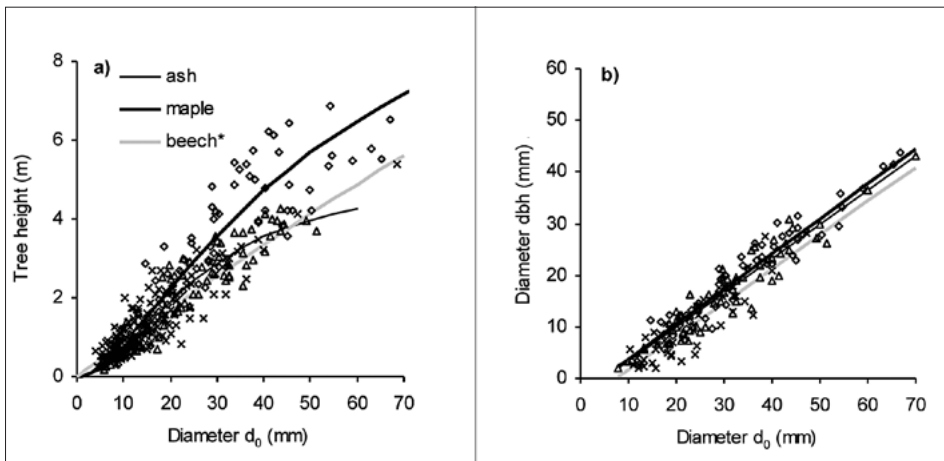 a)
ash
maple
beech*
Tree height (m)
8
6
4
2
0
0 10 20 30 40 50 60 70
Diameter d₀ (mm)
b)
Diameter dbh (mm)
60
50
40
30
20
10
0
0 10 20 30 40 50 60 70
Diameter d₀ (mm)